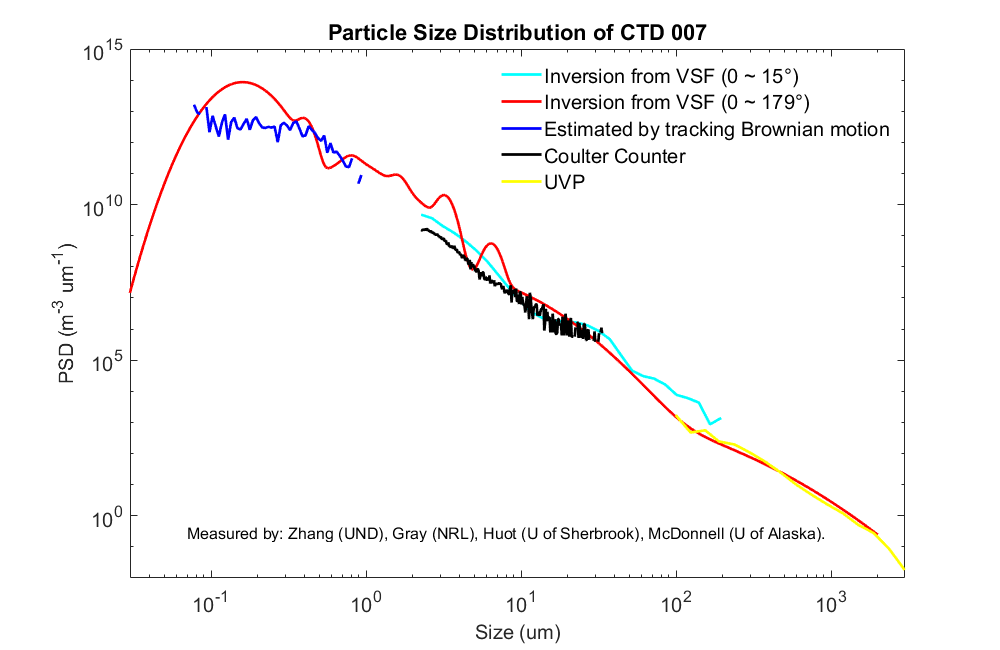 Particle Size Distribution of CTD 007
10^15
Inversion from VSF (0 ~ 15°)
Inversion from VSF (0 ~ 179°)
Estimated by tracking Brownian motion
Coulter Counter
UVP
10^10
PSD (m^-3 um^-1)
10^5
10^0
Measured by: Zhang (UND), Gray (NRL), Huot (U of Sherbrook), McDonnell (U of Alaska).
10^-1 10^0 10^1 10^2 10^3
Size (um)